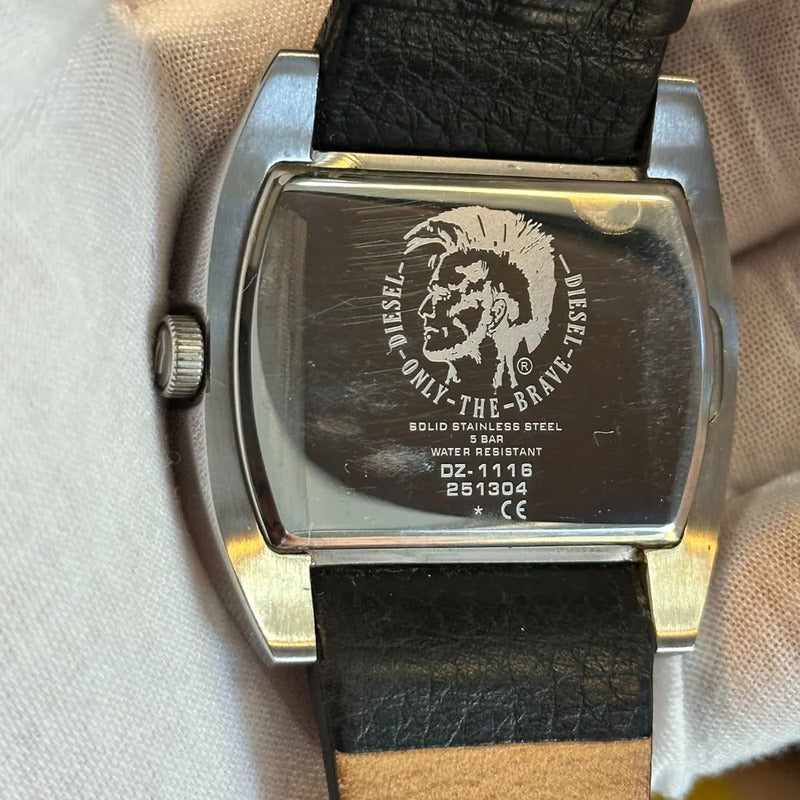 DIESEL-ONLY-THE-BRAVE-DIESEL
®
SOLID STAINLESS STEEL
5 BAR
WATER RESISTANT
DZ-1116
251304
* CE